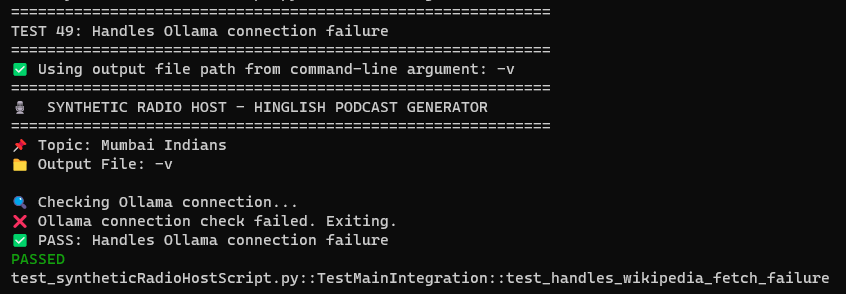 ============================================================
TEST 49: Handles Ollama connection failure
============================================================
✅ Using output file path from command-line argument: -v
============================================================
🎙️  SYNTHETIC RADIO HOST - HINGLISH PODCAST GENERATOR
============================================================
📌 Topic: Mumbai Indians
📁 Output File: -v
🔍 Checking Ollama connection...
❌ Ollama connection check failed. Exiting.
✅ PASS: Handles Ollama connection failure
PASSED
test_syntheticRadioHostScript.py::TestMainIntegration::test_handles_wikipedia_fetch_failure